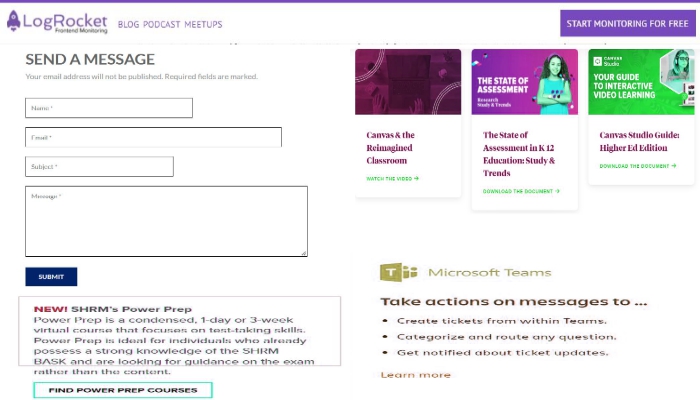 LogRocket
Frontend Monitoring
BLOG PODCAST MEETUPS
START MONITORING FOR FREE
SEND A MESSAGE
Your email address will not be published. Required fields are marked.
Name *
Email *
Subject *
Message *
SUBMIT
NEW! SHRM's Power Prep
Power Prep is a condensed, 1-day or 3-week
virtual course that focuses on test-taking skills.
Power Prep is ideal for individuals who already
possess a strong knowledge of the SHRM
BASK and are looking for guidance on the exam
rather than the content.
FIND POWER PREP COURSES
Canvas & the
Reimagined
Classroom
WATCH THE VIDEO
THE STATE OF
ASSESSMENT
Research
Study & Trends
The State of
Assessment in K 12
Education: Study &
Trends
DOWNLOAD THE DOCUMENT
CANVAS
Studio
YOUR GUIDE
TO INTERACTIVE
VIDEO LEARNING
Canvas Studio Guide:
Higher Ed Edition
DOWNLOAD THE DOCUMENT
Microsoft Teams
Take actions on messages to ...
Create tickets from within Teams.
Categorize and route any question.
Get notified about ticket updates.
Learn more